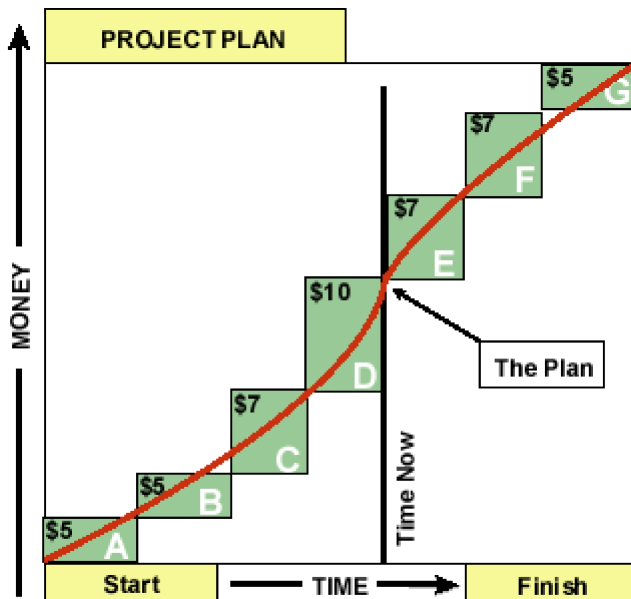 PROJECT PLAN
$5
G
$7
F
$7
E
$10
D
The Plan
$7
C
$5
B
$5
A
MONEY
Time Now
Start
TIME
Finish